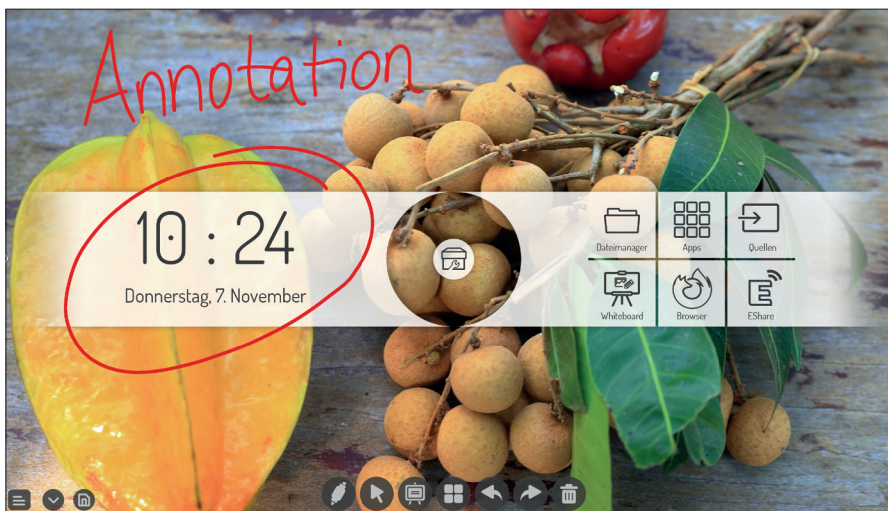 Annotation
10 : 24
Donnerstag, 7. November
Dateimanager Apps Quellen
Whiteboard Browser EShare